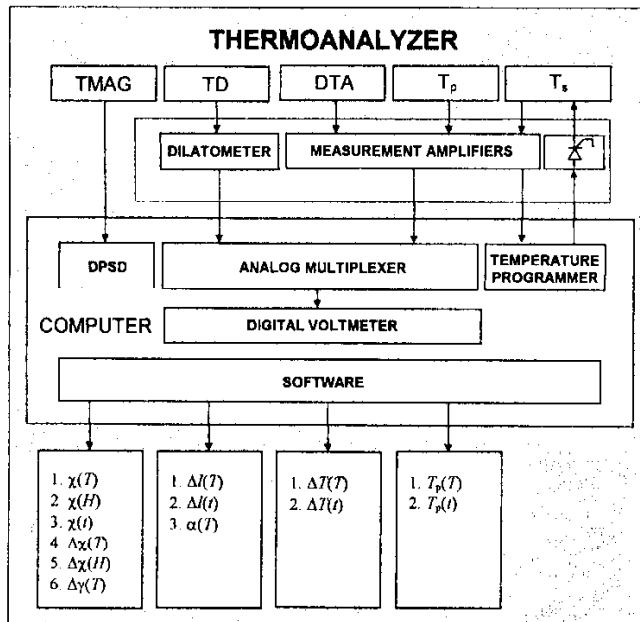 THERMOANALYZER
TMAG TD DTA Tₚ Tₛ
DILATOMETER MEASUREMENT AMPLIFIERS
DPSD ANALOG MULTIPLEXER TEMPERATURE
PROGRAMMER
COMPUTER DIGITAL VOLTMETER
SOFTWARE
1. χ(T)
2 χ(H)
3. χ(t)
4 Δχ(T)
5. Δχ(H)
6. Δγ(T)
1. Δl(T)
2. Δl(t)
3 α(T)
1. ΔT(T)
2. ΔT(t)
1. Tₚ(T)
2. Tₚ(t)